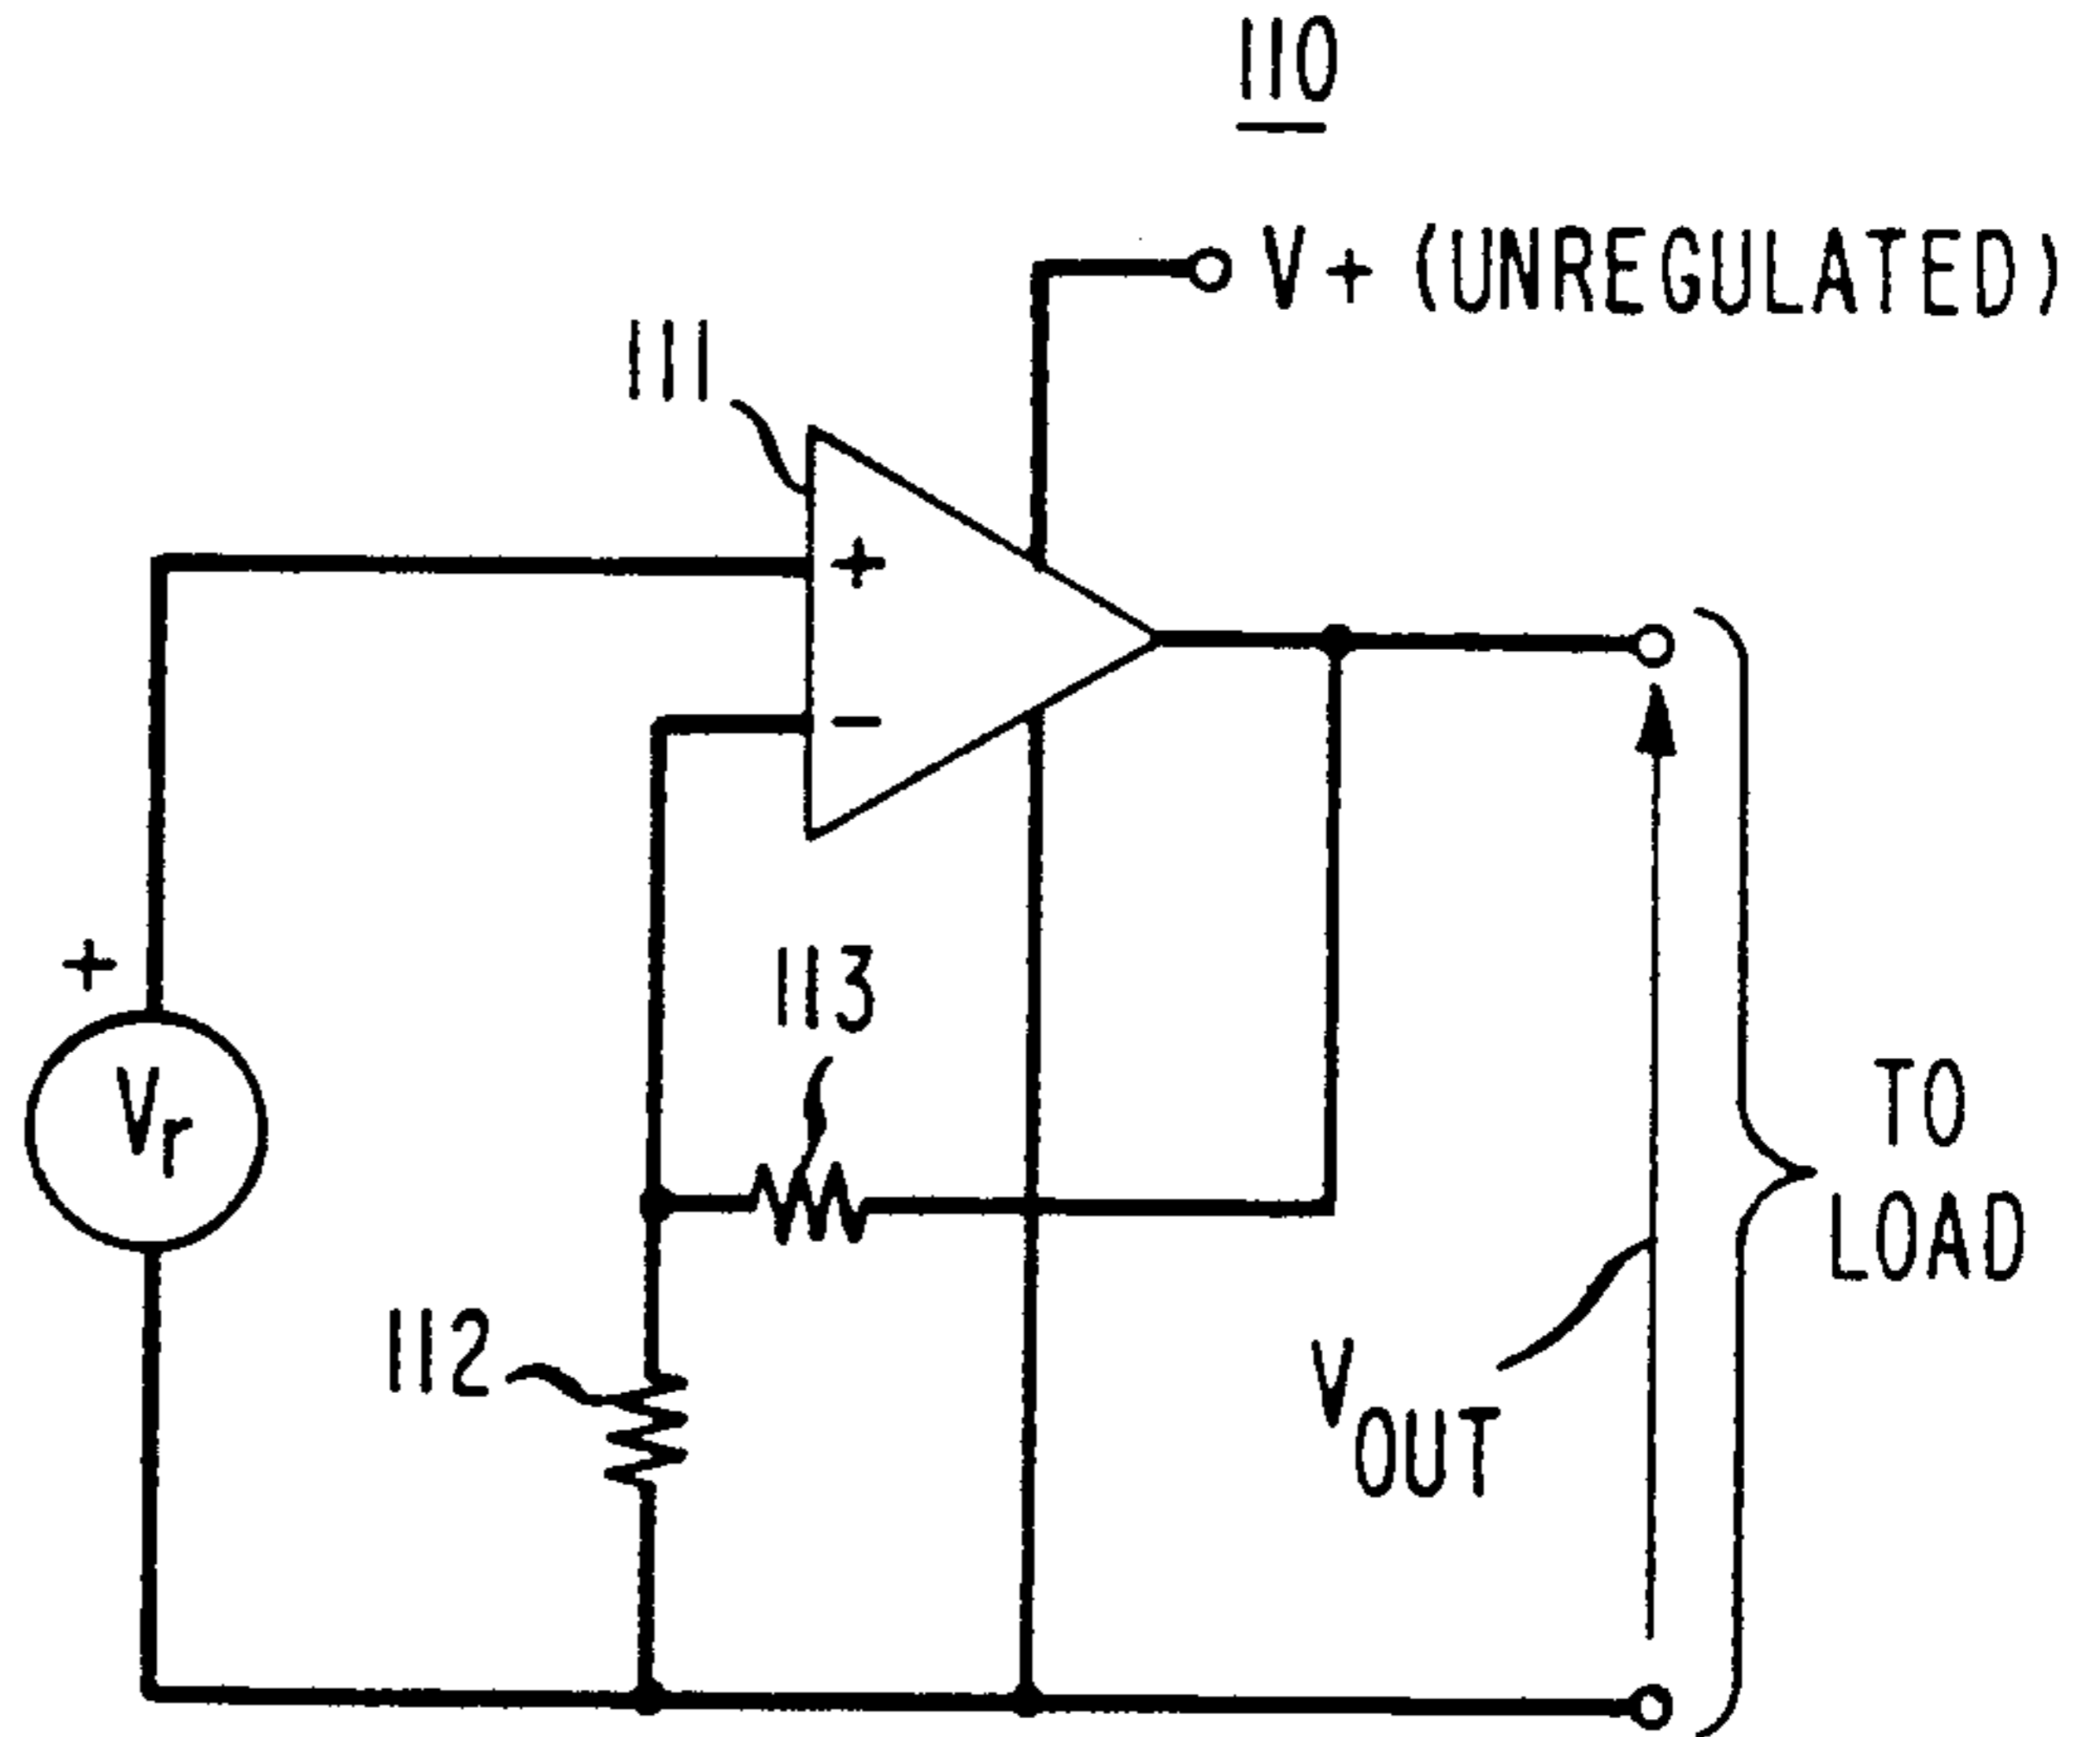 110
V+ (UNREGULATED)
111
+
−
+
113
Vr
TO
LOAD
112
VOUT